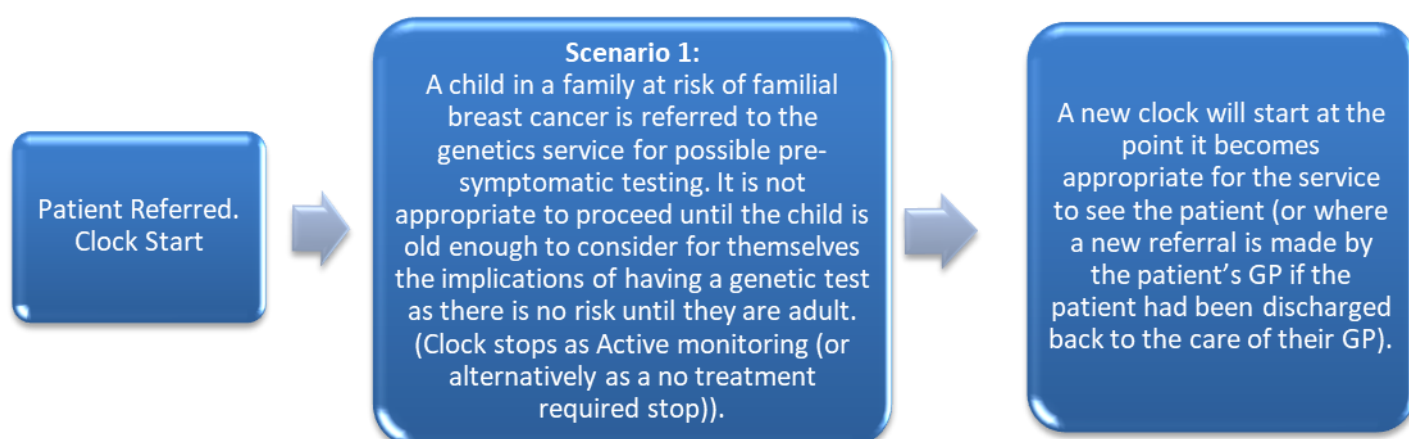 Patient Referred.
Clock Start
Scenario 1:
A child in a family at risk of familial
breast cancer is referred to the
genetics service for possible pre-
symptomatic testing. It is not
appropriate to proceed until the child is
old enough to consider for themselves
the implications of having a genetic test
as there is no risk until they are adult.
(Clock stops as Active monitoring (or
alternatively as a no treatment
required stop)).
A new clock will start at the
point it becomes
appropriate for the service
to see the patient (or where
a new referral is made by
the patient’s GP if the
patient had been discharged
back to the care of their GP).